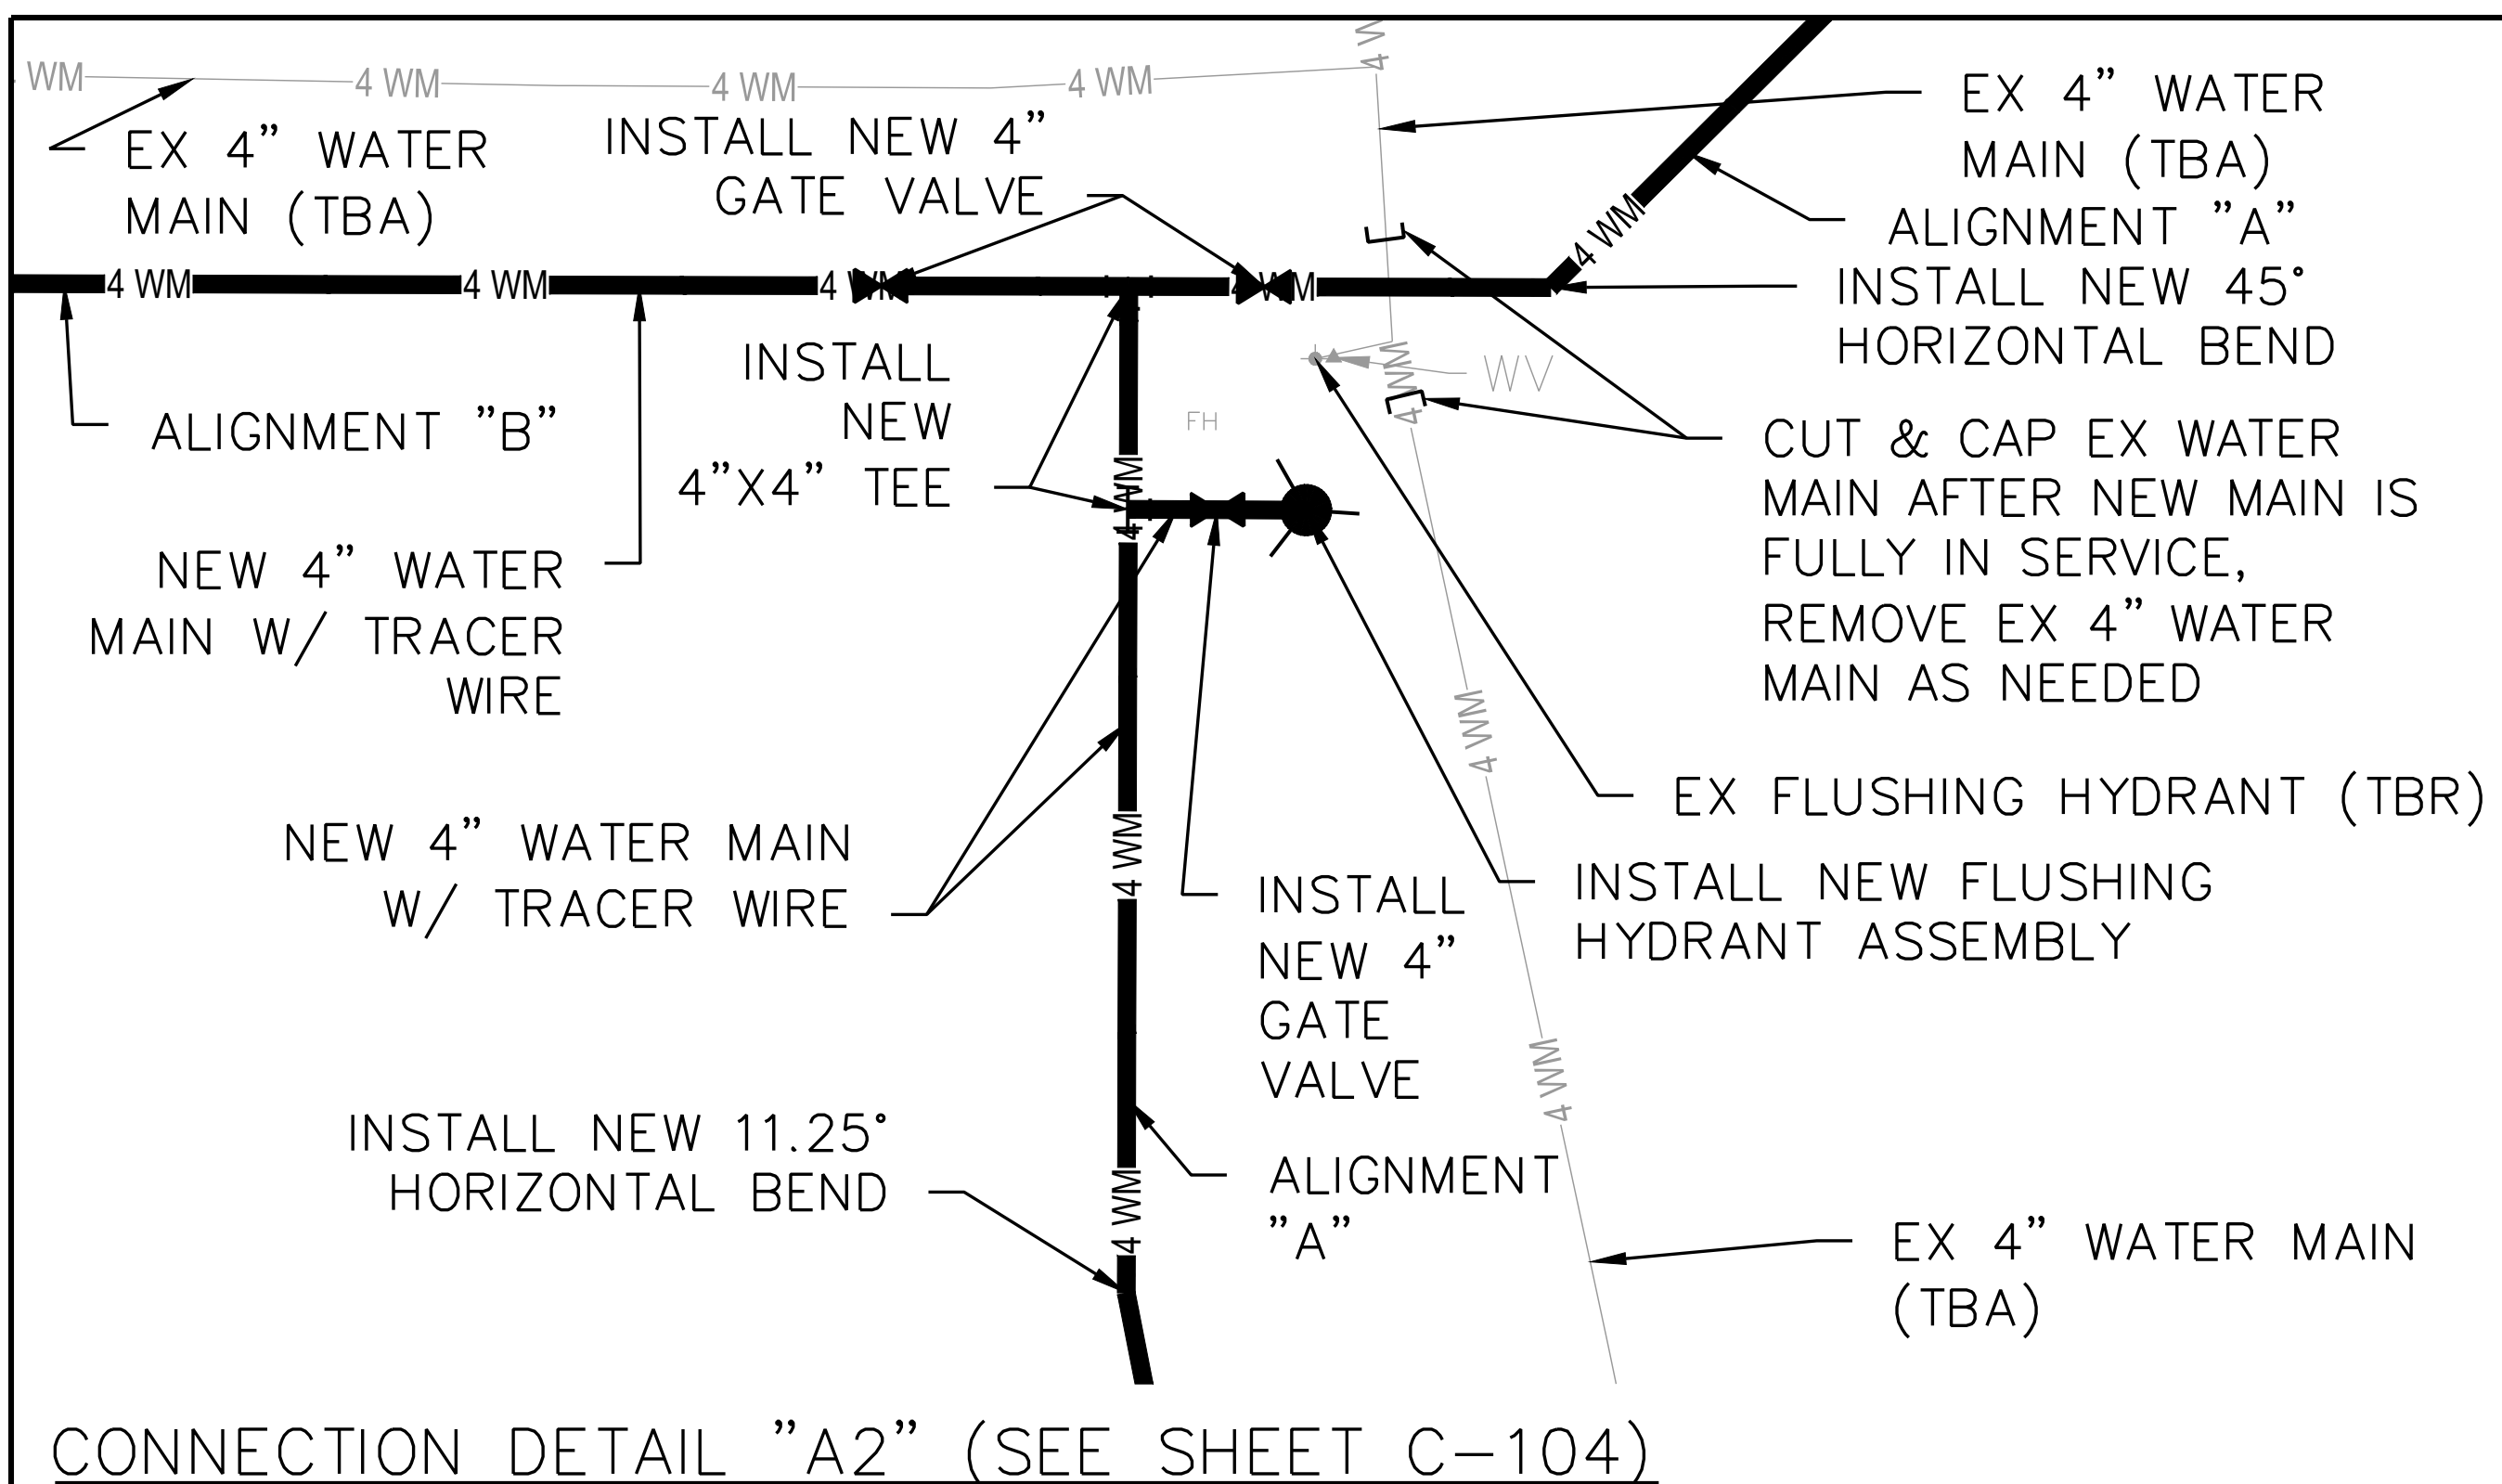 WM
4 WM
4 WM
4 WM
4 W
EX 4" WATER
MAIN (TBA)
INSTALL NEW 4"
GATE VALVE
EX 4" WATER
MAIN (TBA)
ALIGNMENT "A"
4 WM
4 WM
4 WM
4 WM
4 WM
INSTALL NEW 45°
HORIZONTAL BEND
INSTALL
NEW
4"X4" TEE
WV
4 WM
FH
ALIGNMENT "B"
CUT & CAP EX WATER
MAIN AFTER NEW MAIN IS
FULLY IN SERVICE,
REMOVE EX 4" WATER
MAIN AS NEEDED
4 WM
NEW 4" WATER
MAIN W/ TRACER
WIRE
4 WM
EX FLUSHING HYDRANT (TBR)
NEW 4" WATER MAIN
W/ TRACER WIRE
4 WM
INSTALL
NEW 4"
GATE
VALVE
INSTALL NEW FLUSHING
HYDRANT ASSEMBLY
4 WM
INSTALL NEW 11.25°
HORIZONTAL BEND
4 WM
ALIGNMENT
"A"
EX 4" WATER MAIN
(TBA)
CONNECTION DETAIL "A2" (SEE SHEET C-104)